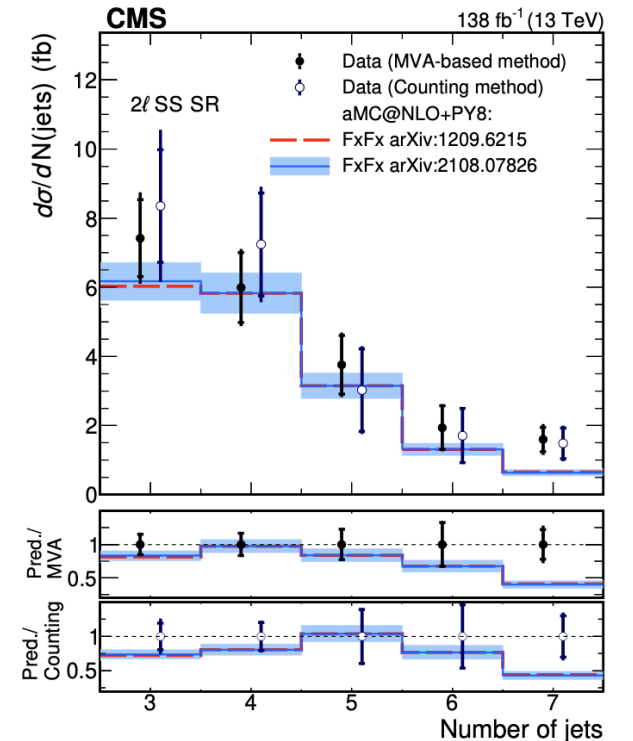 CMS
138 fb⁻¹ (13 TeV)
dσ/dN(jets) (fb)
12
10
8
6
4
2
0
2ℓ SS SR
Data (MVA-based method)
Data (Counting method)
aMC@NLO+PY8:
FxFx arXiv:1209.6215
FxFx arXiv:2108.07826
Pred./
MVA
1
0.5
Pred./
Counting
1
0.5
3 4 5 6 7
Number of jets